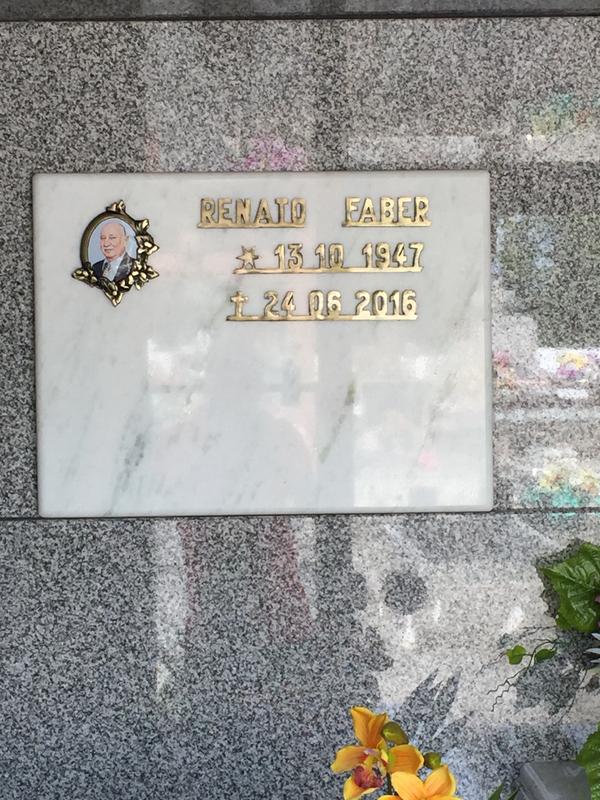 RENATO FABER
★ 13 10 1947
✝ 24 06 2016